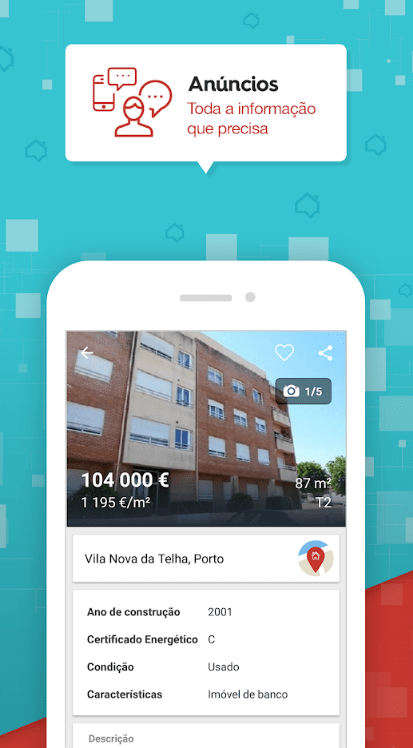 Anúncios
Toda a informação
que precisa
1/5
104 000 €
87 m²
1 195 €/m²
T2
Vila Nova da Telha, Porto
Ano de construção 2001
Certificado Energético C
Condição Usado
Características Imóvel de banco
Descrição